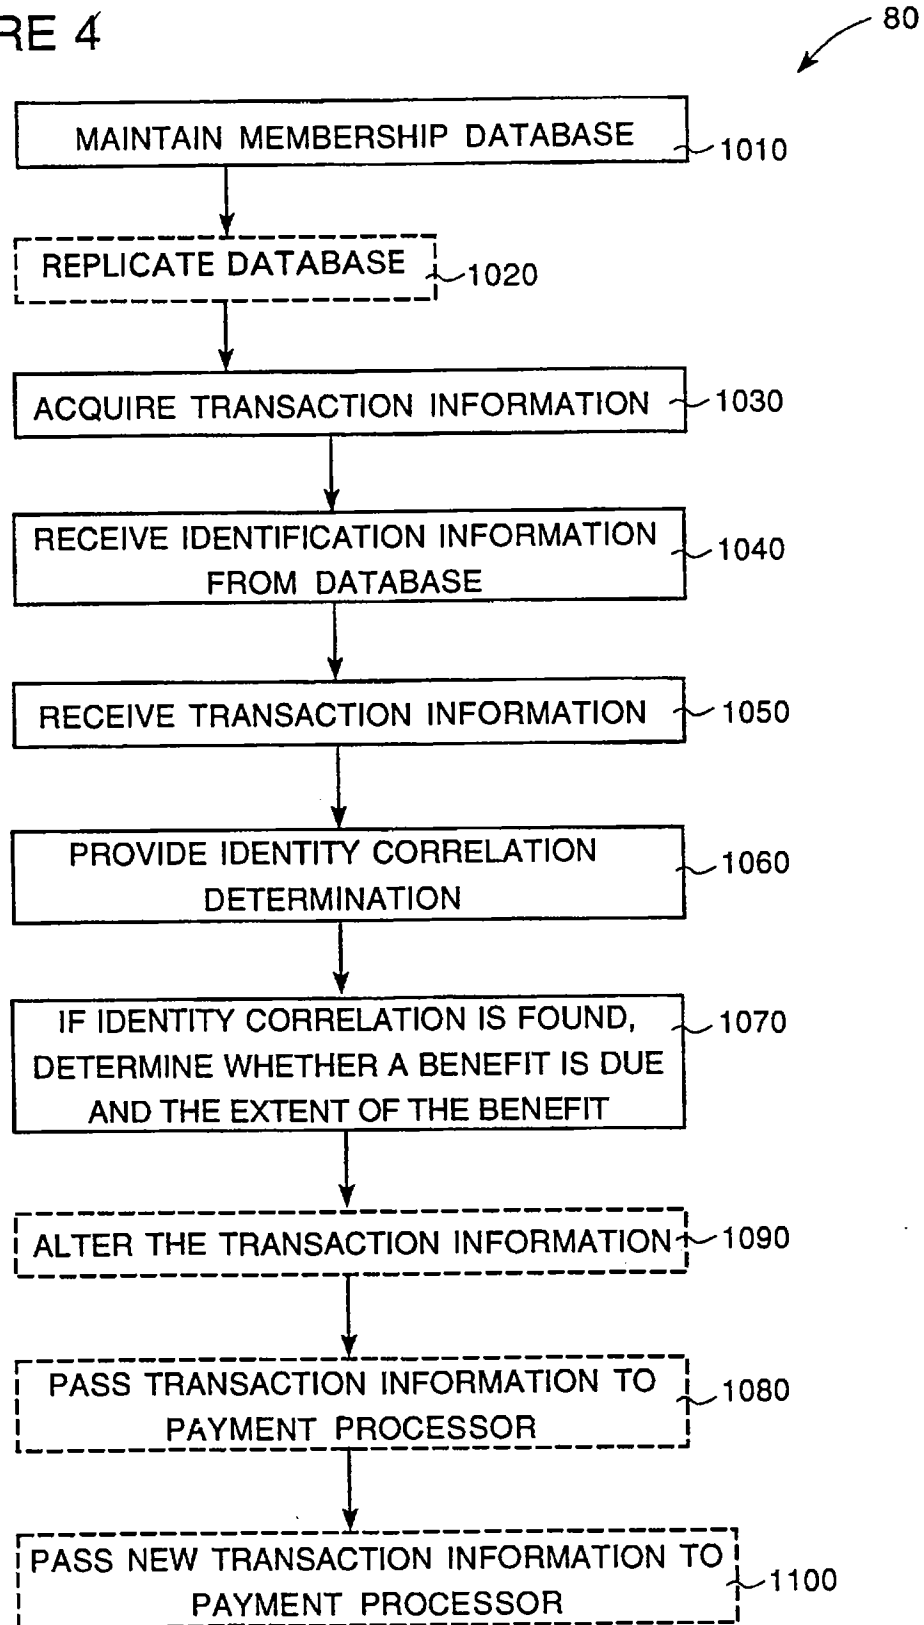 RE 4
80
MAINTAIN MEMBERSHIP DATABASE
1010
REPLICATE DATABASE
1020
ACQUIRE TRANSACTION INFORMATION
1030
RECEIVE IDENTIFICATION INFORMATION
FROM DATABASE
1040
RECEIVE TRANSACTION INFORMATION
1050
PROVIDE IDENTITY CORRELATION
DETERMINATION
1060
IF IDENTITY CORRELATION IS FOUND,
DETERMINE WHETHER A BENEFIT IS DUE
AND THE EXTENT OF THE BENEFIT
1070
ALTER THE TRANSACTION INFORMATION
1090
PASS TRANSACTION INFORMATION TO
PAYMENT PROCESSOR
1080
PASS NEW TRANSACTION INFORMATION TO
PAYMENT PROCESSOR
1100